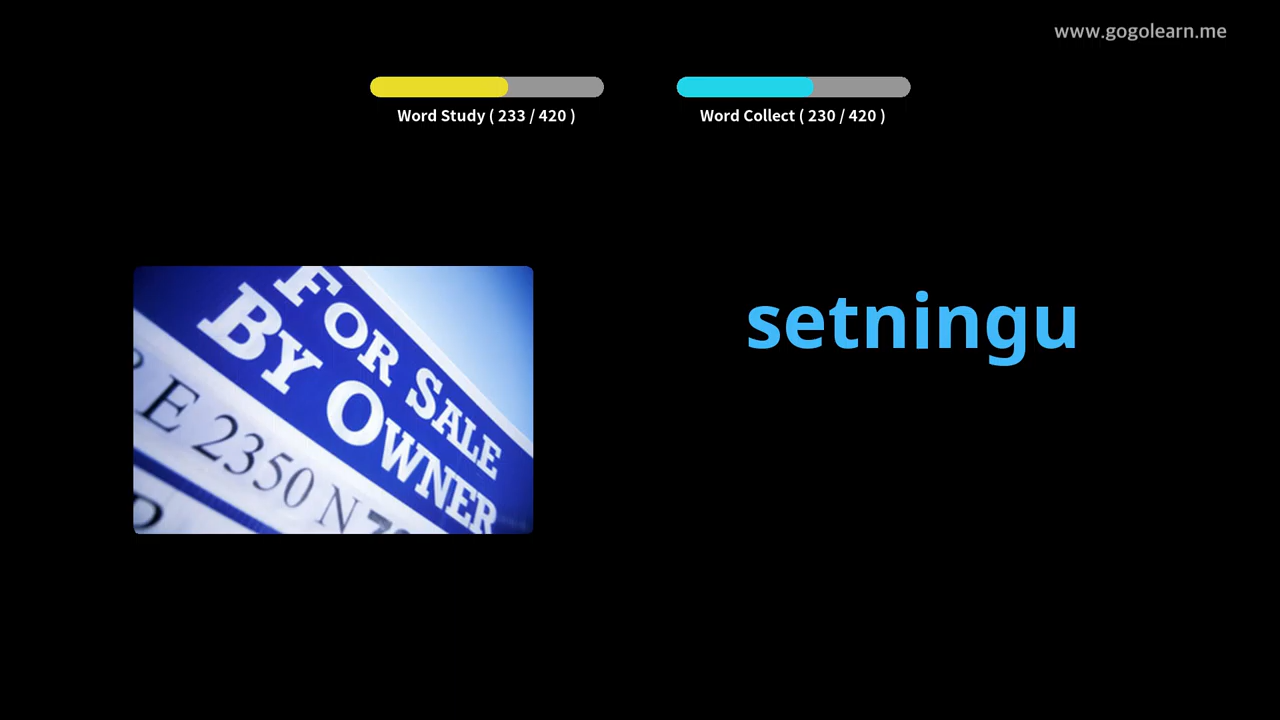 www.gogolearn.me
Word Study ( 233 / 420 )
Word Collect ( 230 / 420 )
FOR SALE
BY OWNER
E 2350 N
setningu